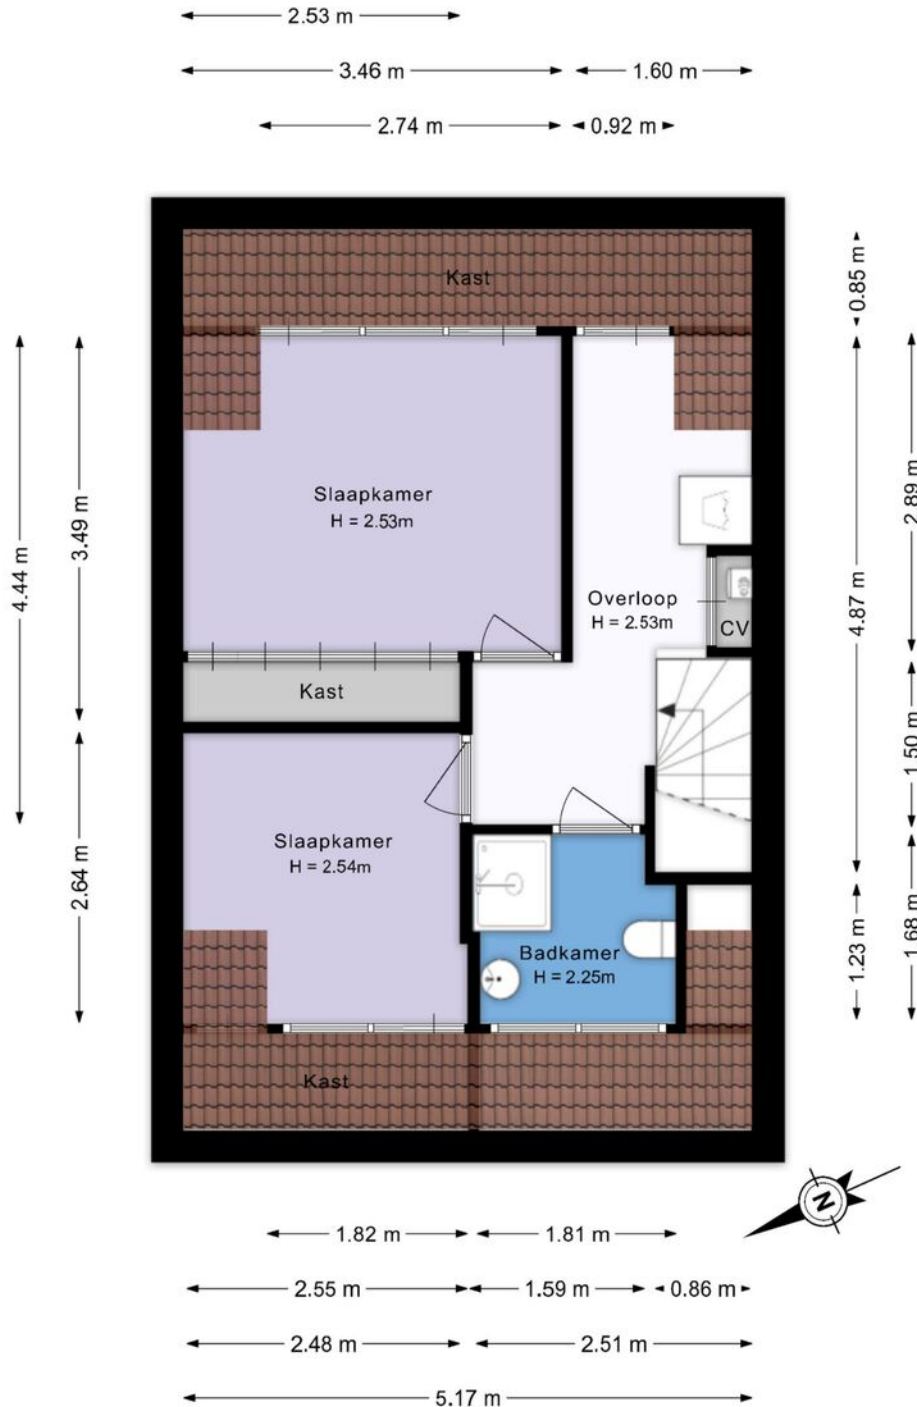 2.53 m
3.46 m
1.60 m
2.74 m
0.92 m
Kast
0.85 m
Slaapkamer
H = 2.53m
4.44 m
3.49 m
2.89 m
4.87 m
Overloop
H = 2.53m
CV
Kast
1.50 m
Slaapkamer
H = 2.54m
2.64 m
Badkamer
H = 2.25m
1.23 m
1.68 m
Kast
N
1.82 m
1.81 m
2.55 m
1.59 m
0.86 m
2.48 m
2.51 m
5.17 m